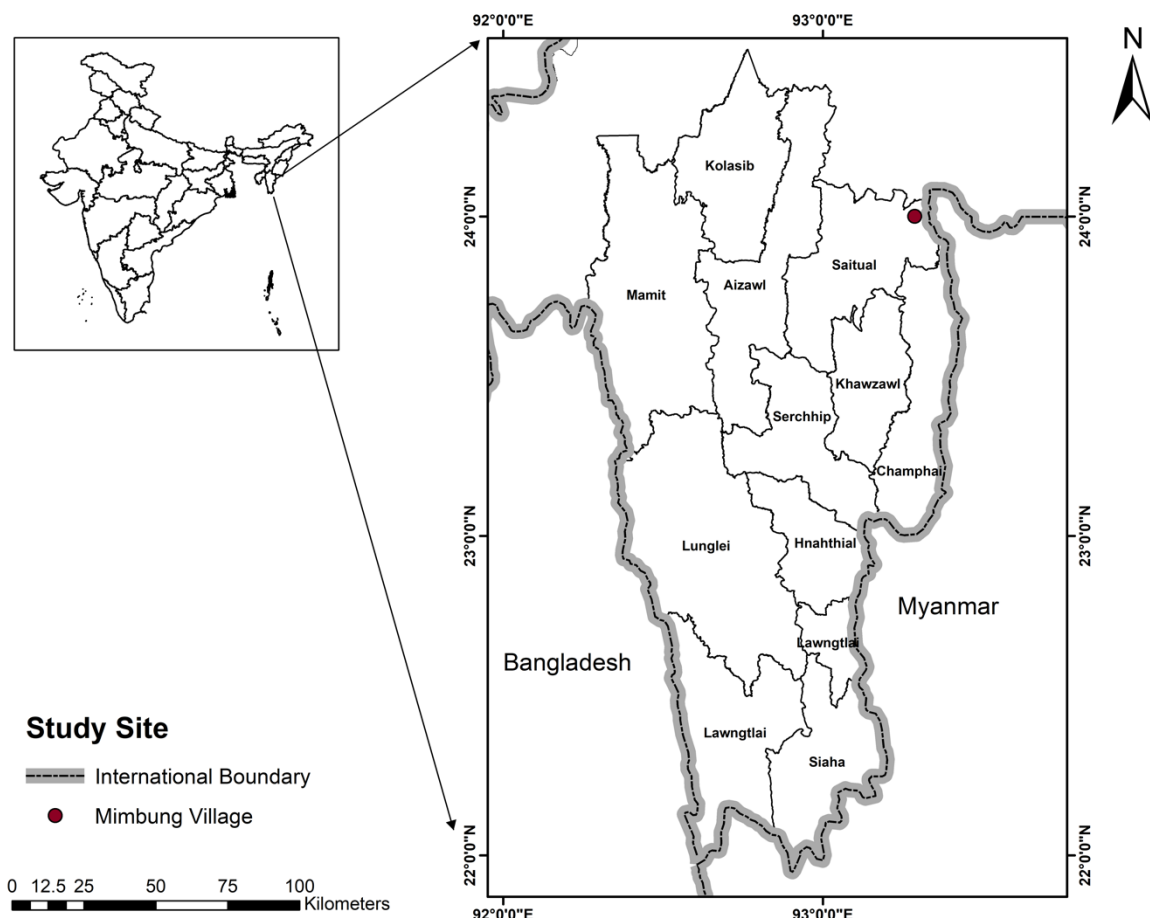 92°0'0"E
93°0'0"E
N
24°0'0"N
24°0'0"N
Kolasib
Saitual
Mamit
Aizawl
Khawzawl
Serchhip
Champhai
23°0'0"N
23°0'0"N
Lunglei
Hnahthial
Myanmar
Lawngtlai
Bangladesh
Lawngtlai
Siaha
Study Site
International Boundary
Mimbung Village
22°0'0"N
22°0'0"N
0 12.5 25 50 75 100
Kilometers
92°0'0"E
93°0'0"E